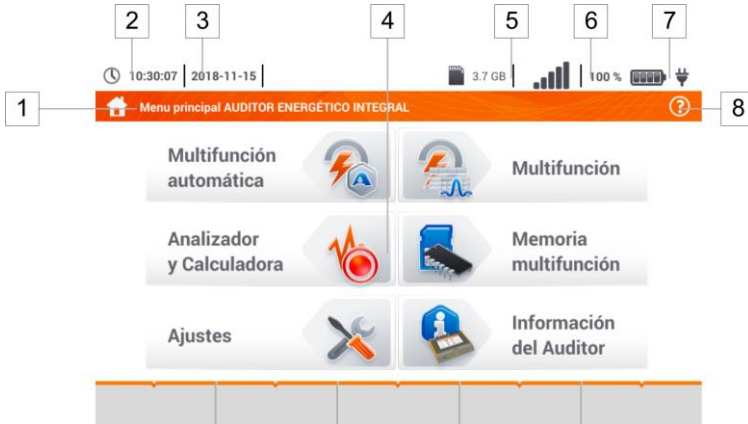 2 3 4 5 6 7
10:30:07 2018-11-15 3.7 GB 100 %
1 Menu principal AUDITOR ENERGÉTICO INTEGRAL ? 8
Multifunción
automática
A
Multifunción
Analizador
y Calculadora
Memoria
multifunción
Ajustes
Información
del Auditor